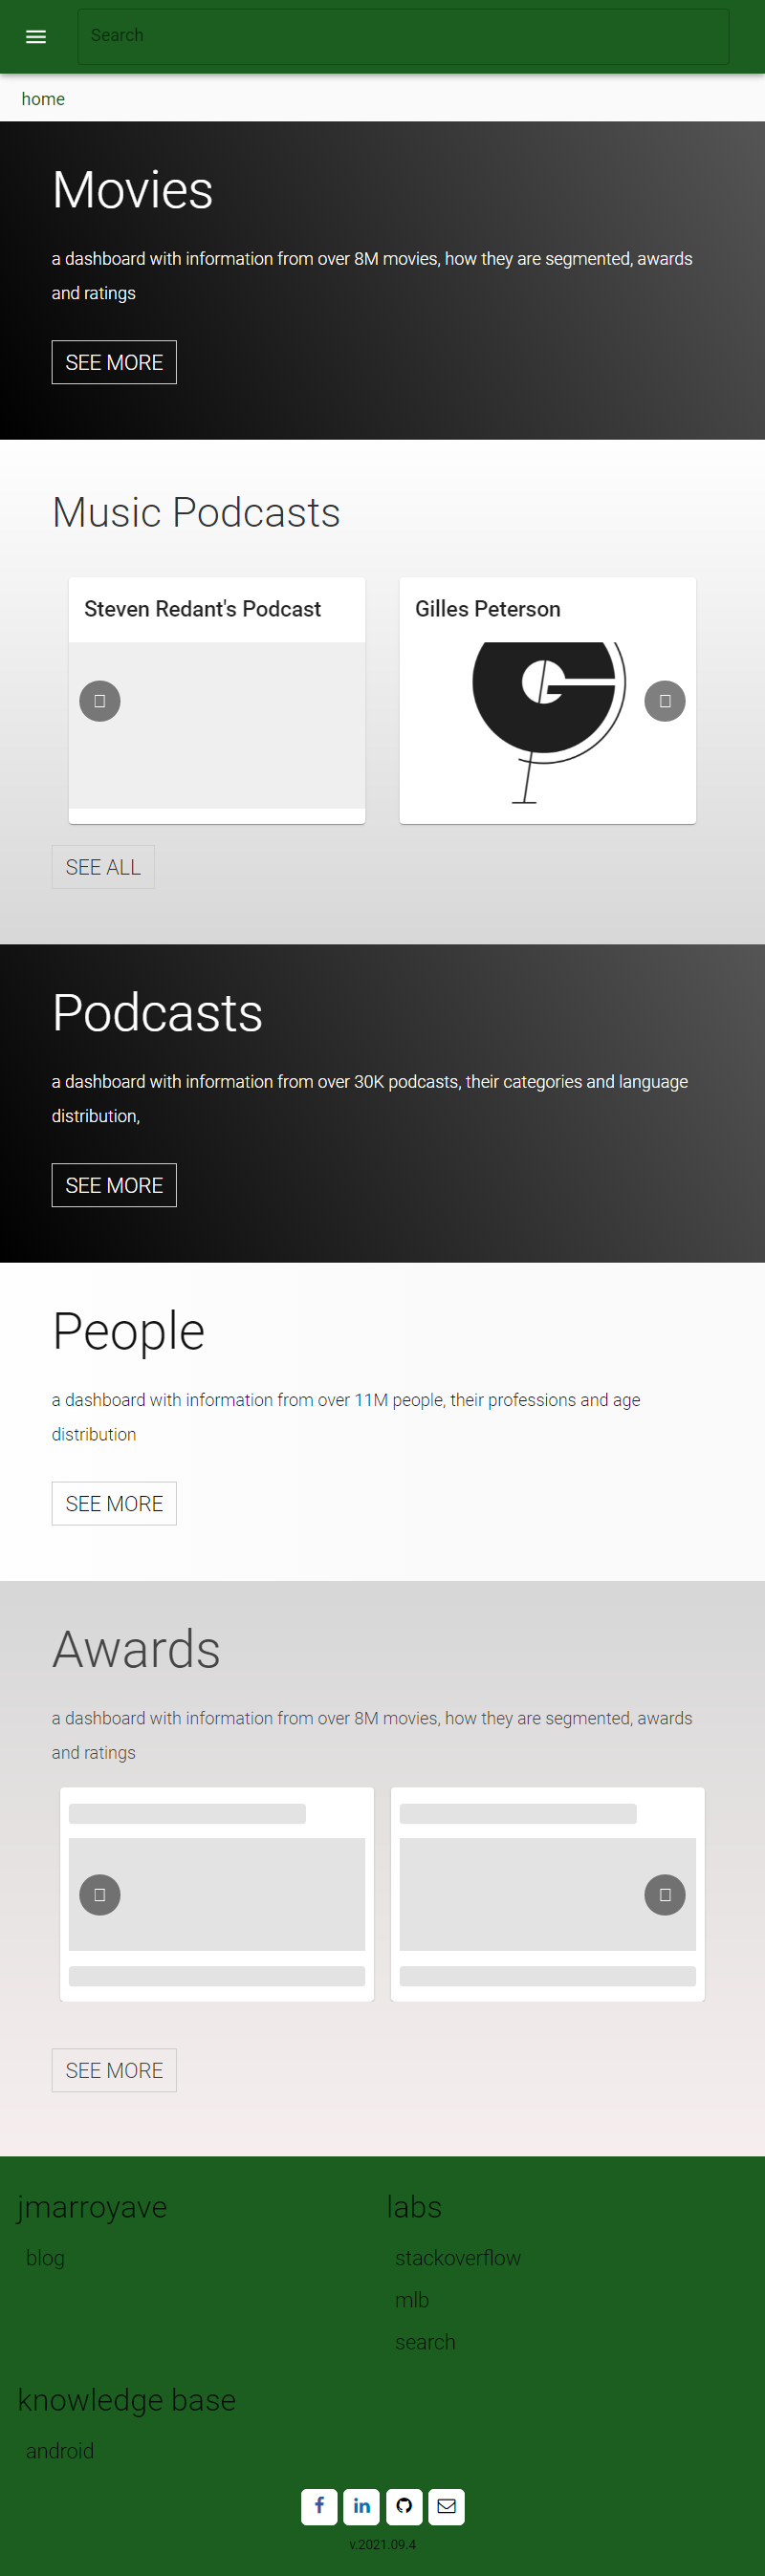 Search
home
Movies
a dashboard with information from over 8M movies, how they are segmented, awards
and ratings
SEE MORE
Music Podcasts
Steven Redant's Podcast
Gilles Peterson
SEE ALL
Podcasts
a dashboard with information from over 30K podcasts, their categories and language
distribution,
SEE MORE
People
a dashboard with information from over 11M people, their professions and age
distribution
SEE MORE
Awards
a dashboard with information from over 8M movies, how they are segmented, awards
and ratings
SEE MORE
jmarroyave
blog
labs
stackoverflow
mlb
search
knowledge base
android
v.2021.09.4